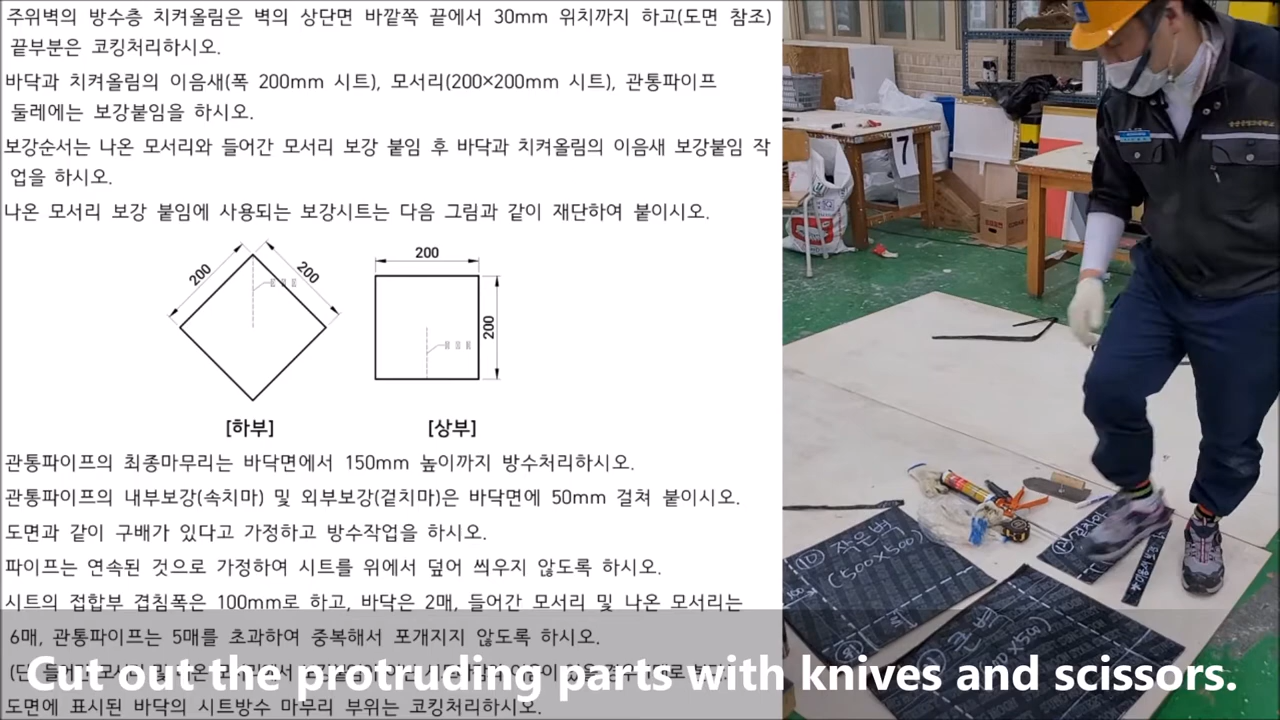 주위벽의 방수층 치켜올림은 벽의 상단면 바깥쪽 끝에서 30mm 위치까지 하고(도면 참조)
끝부분은 코킹처리하시오.
바닥과 치켜올림의 이음새(폭 200mm 시트), 모서리(200×200mm 시트), 관통파이프
둘레에는 보강붙임을 하시오.
보강순서는 나온 모서리와 들어간 모서리 보강 붙임 후 바닥과 치켜올림의 이음새 보강붙임 작
업을 하시오.
나온 모서리 보강 붙임에 사용되는 보강시트는 다음 그림과 같이 재단하여 붙이시오.
200 200
[하부]
200
200
[상부]
관통파이프의 최종마무리는 바닥면에서 150mm 높이까지 방수처리하시오.
관통파이프의 내부보강(속치마) 및 외부보강(겉치마)은 바닥면에 50mm 걸쳐 붙이시오.
도면과 같이 구배가 있다고 가정하고 방수작업을 하시오.
파이프는 연속된 것으로 가정하여 시트를 위에서 덮어 씌우지 않도록 하시오.
시트의 접합부 겹침폭은 100mm로 하고, 바닥은 2매, 들어간 모서리 및 나온 모서리는
6매, 관통파이프는 5매를 초과하여 중복해서 포개지지 않도록 하시오.
도면에 표시된 바닥의 시트방수 마무리 부위는 코킹처리하시오.
Cut out the protruding parts with knives and scissors.
7
작은벽
(500×500)
큰벽
겉치마